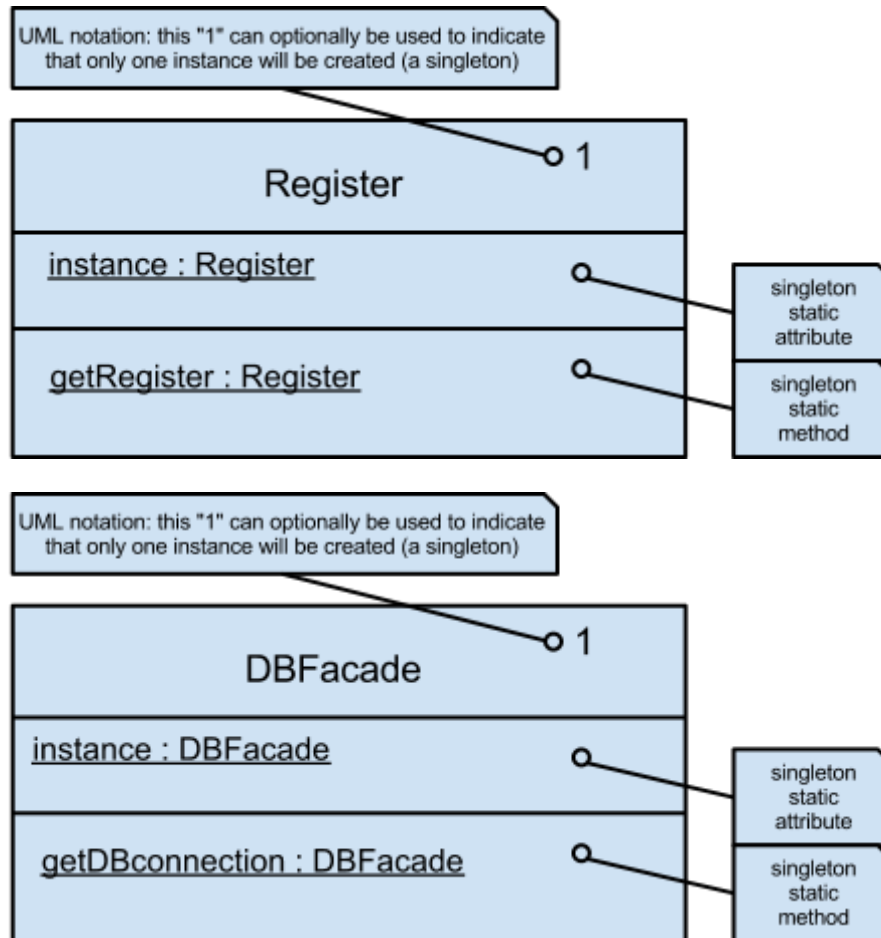 UML notation: this "1" can optionally be used to indicate
that only one instance will be created (a singleton)
1
Register
instance : Register
singleton
static
attribute
getRegister : Register
singleton
static
method
UML notation: this "1" can optionally be used to indicate
that only one instance will be created (a singleton)
1
DBFacade
instance : DBFacade
singleton
static
attribute
getDBconnection : DBFacade
singleton
static
method